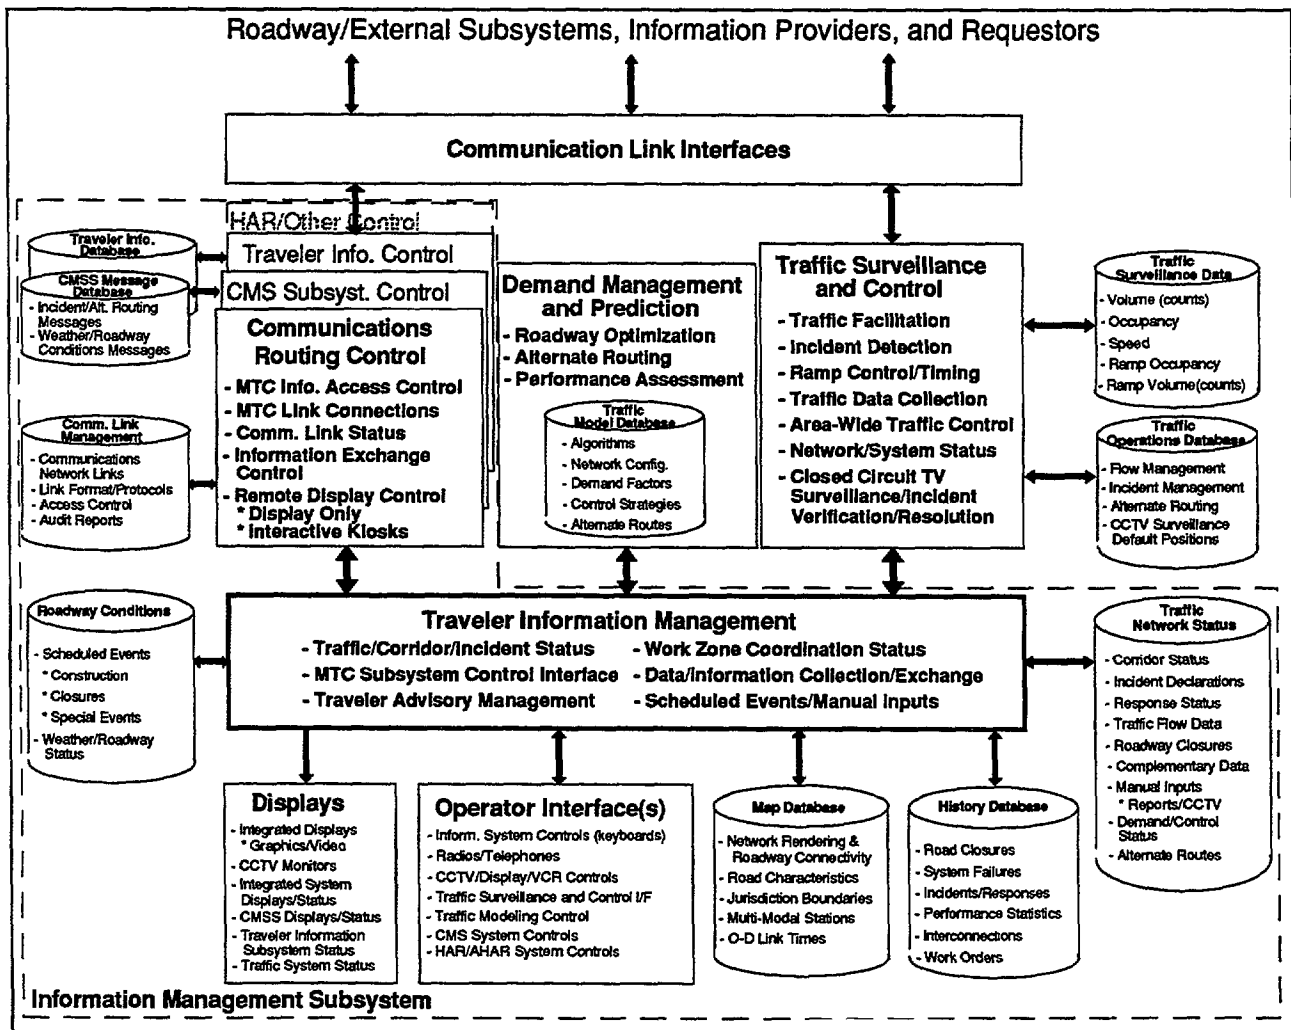 Roadway/External Subsystems, Information Providers, and Requestors
Communication Link Interfaces
HAR/Other Control
Traveler Info. Control
CMS Subsyst. Control
Communications
Routing Control
- MTC Info. Access Control
- MTC Link Connections
- Comm. Link Status
- Information Exchange
Control
- Remote Display Control
* Display Only
* Interactive Kiosks
Traveler Info.
Database
CMSS Message
Database
- Incident/Alt. Routing
Messages
- Weather/Roadway
Conditions Messages
Comm. Link
Management
- Communications
Network Links
- Link Format/Protocols
- Access Control
- Audit Reports
Demand Management
and Prediction
- Roadway Optimization
- Alternate Routing
- Performance Assessment
Traffic
Model Database
- Algorithms
- Network Config.
- Demand Factors
- Control Strategies
- Alternate Routes
Traffic Surveillance
and Control
- Traffic Facilitation
- Incident Detection
- Ramp Control/Timing
- Traffic Data Collection
- Area-Wide Traffic Control
- Network/System Status
- Closed Circuit TV
Surveillance/Incident
Verification/Resolution
Traffic
Surveillance Data
- Volume (counts)
- Occupancy
- Speed
- Ramp Occupancy
- Ramp Volume(counts)
Traffic
Operations Database
- Flow Management
- Incident Management
- Alternate Routing
- CCTV Surveillance
Default Positions
Roadway Conditions
- Scheduled Events
* Construction
* Closures
* Special Events
- Weather/Roadway
Status
Traveler Information Management
- Traffic/Corridor/Incident Status
- MTC Subsystem Control Interface
- Traveler Advisory Management
- Work Zone Coordination Status
- Data/Information Collection/Exchange
- Scheduled Events/Manual Inputs
Traffic
Network Status
- Corridor Status
- Incident Declarations
- Response Status
- Traffic Flow Data
- Roadway Closures
- Complementary Data
- Manual Inputs
* Reports/CCTV
- Demand/Control
Status
- Alternate Routes
Displays
- Integrated Displays
* Graphics/Video
- CCTV Monitors
- Integrated System
Displays/Status
- CMSS Displays/Status
- Traveler Information
Subsystem Status
- Traffic System Status
Operator Interface(s)
- Inform. System Controls (keyboards)
- Radios/Telephones
- CCTV/Display/VCR Controls
- Traffic Surveillance and Control I/F
- Traffic Modeling Control
- CMS System Controls
- HAR/AHAR System Controls
Map Database
- Network Rendering &
Roadway Connectivity
- Road Characteristics
- Jurisdiction Boundaries
- Multi-Modal Stations
- O-D Link Times
History Database
- Road Closures
- System Failures
- Incidents/Responses
- Performance Statistics
- Interconnections
- Work Orders
Information Management Subsystem